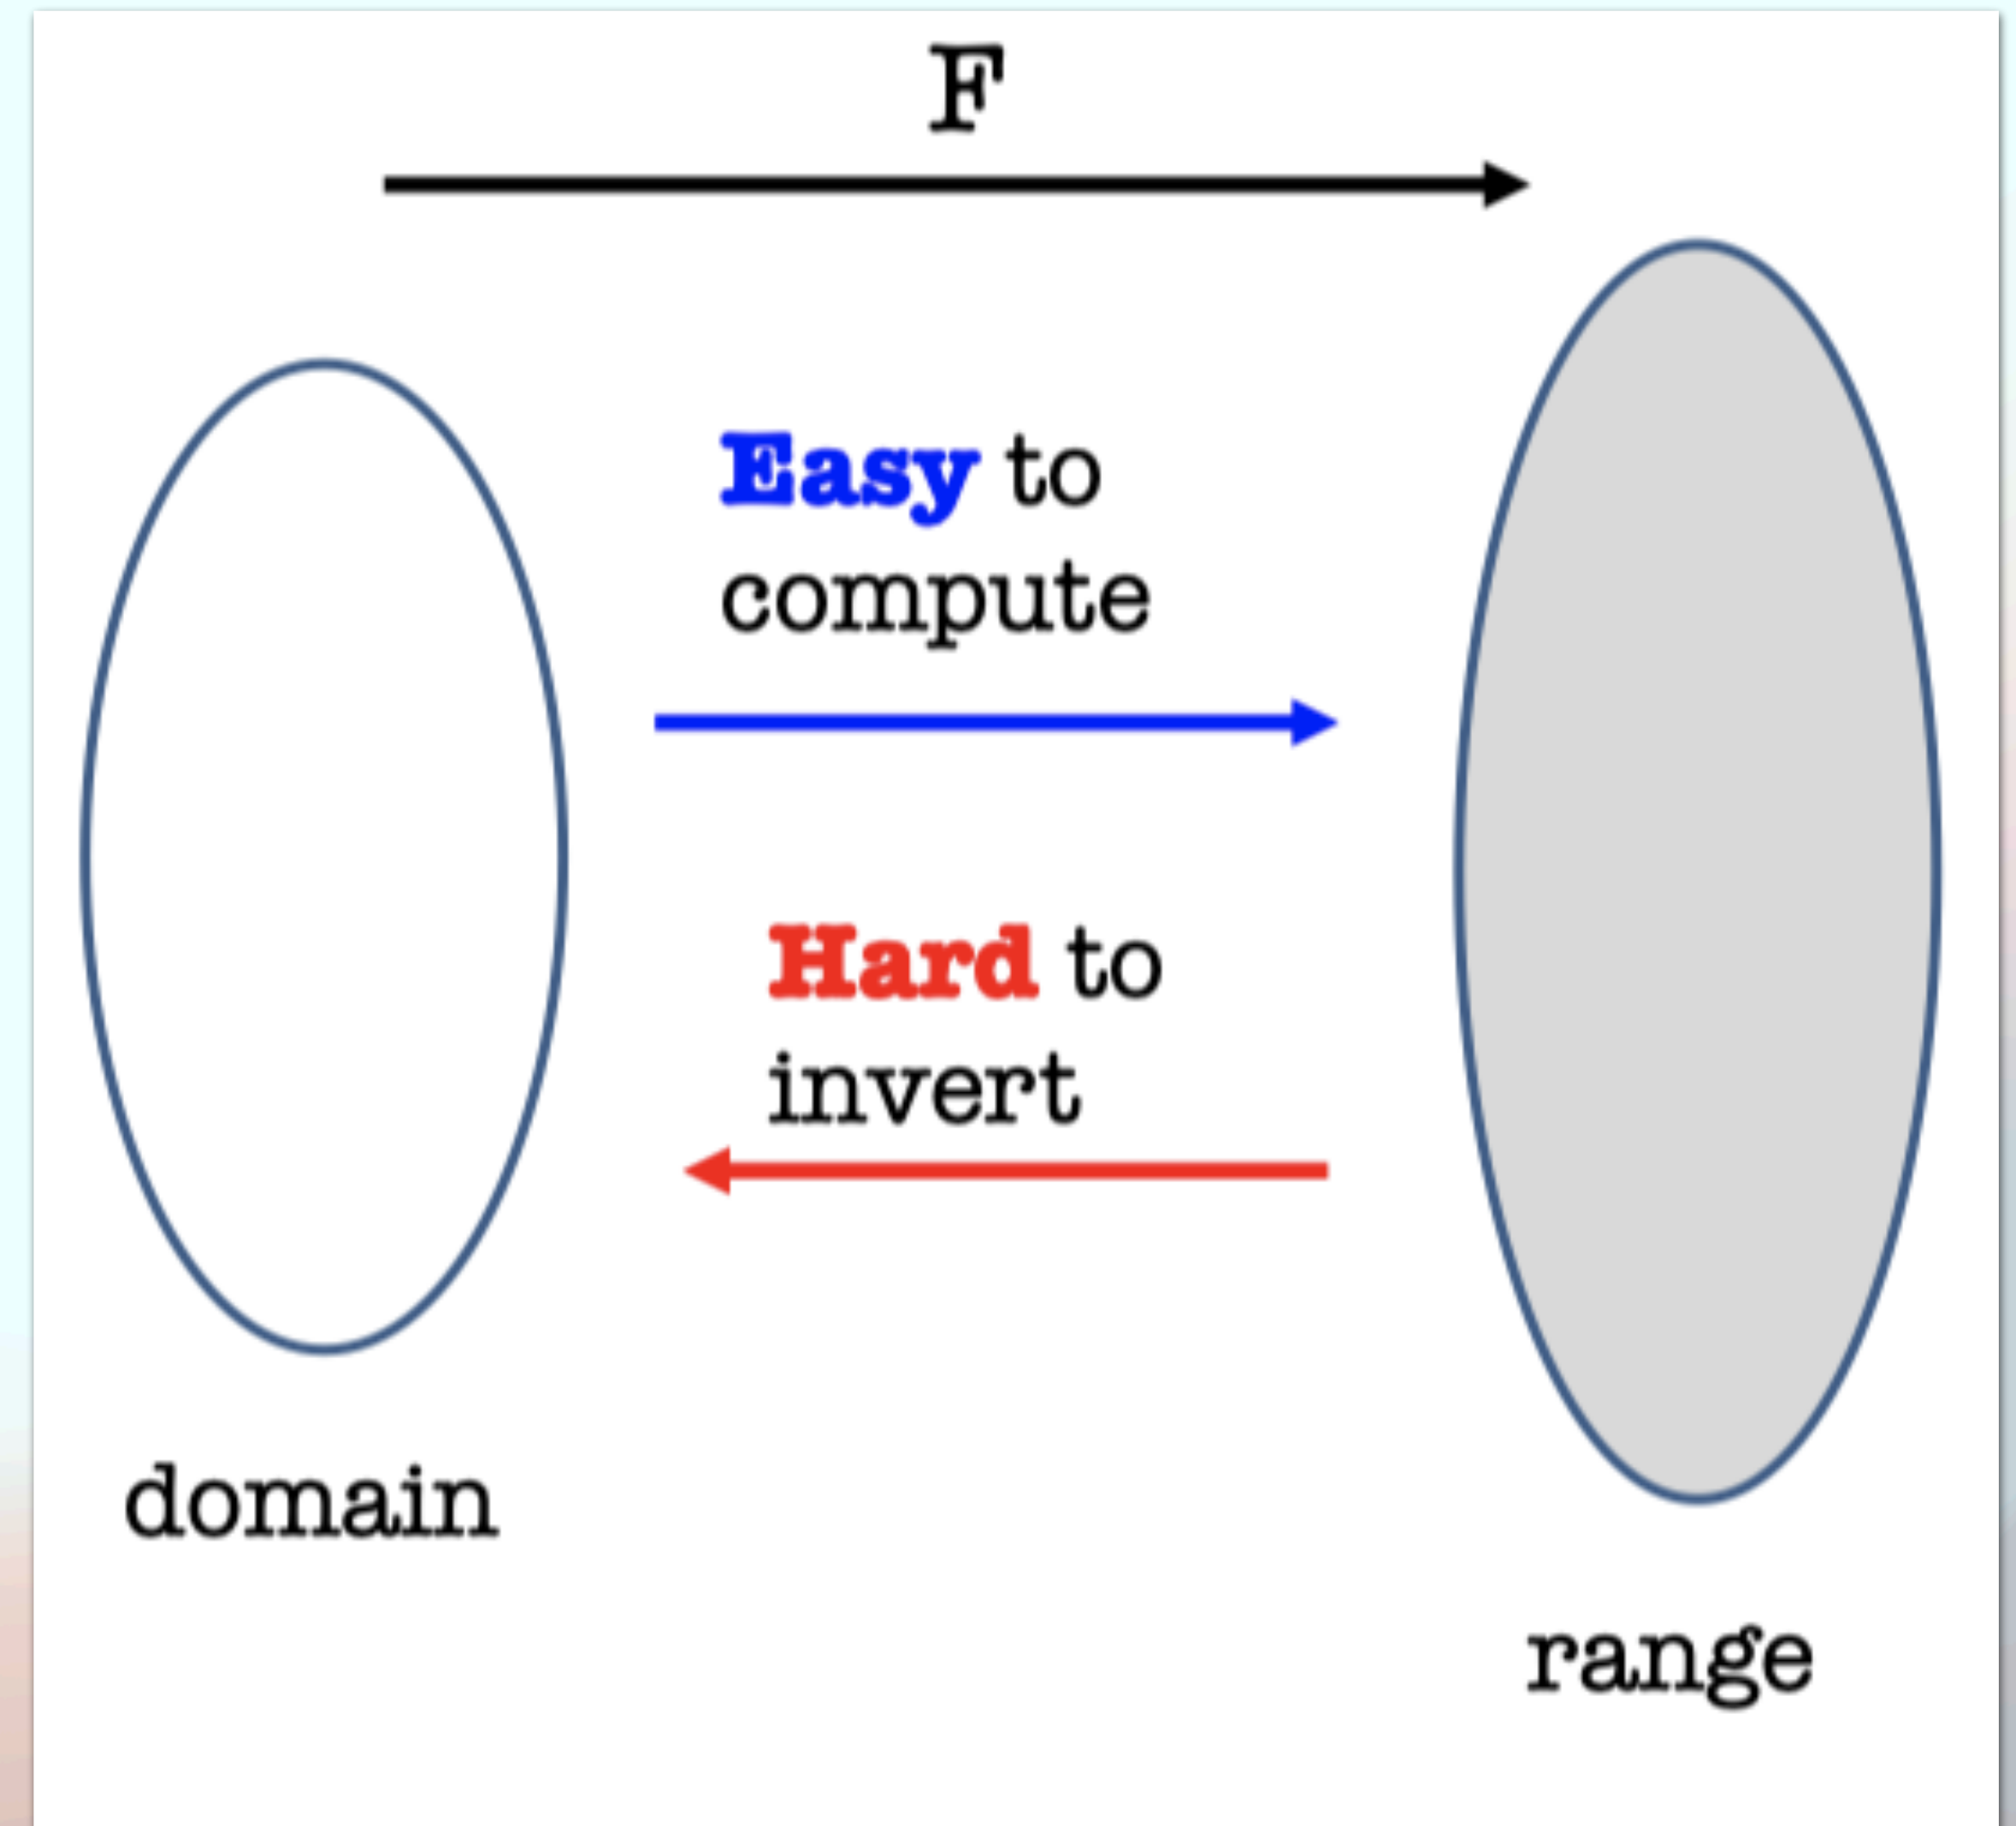 F
Easy to
compute
Hard to
invert
domain
range